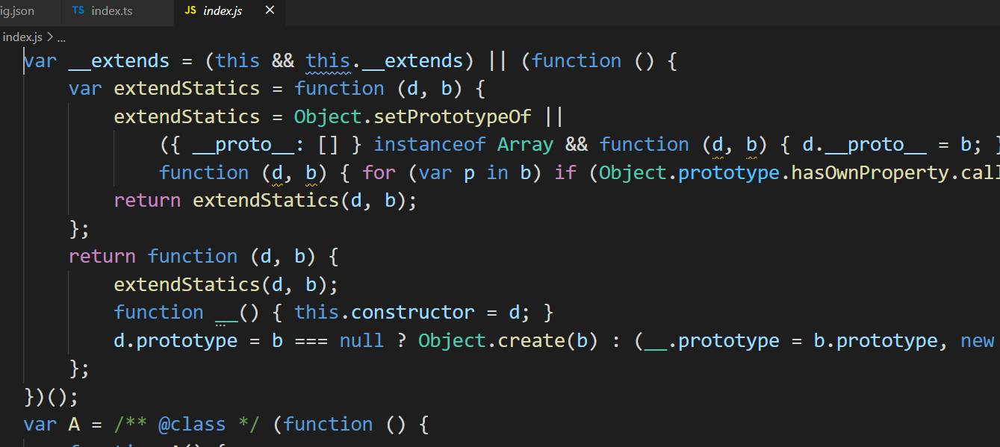 ig.json TS index.ts JS index.js ×
index.js > ...
var __extends = (this && this.__extends) || (function () {
    var extendStatics = function (d, b) {
        extendStatics = Object.setPrototypeOf ||
            ({ __proto__: [] } instanceof Array && function (d, b) { d.__proto__ = b; }
            function (d, b) { for (var p in b) if (Object.prototype.hasOwnProperty.call
        return extendStatics(d, b);
    };
    return function (d, b) {
        extendStatics(d, b);
        function __() { this.constructor = d; }
        d.prototype = b === null ? Object.create(b) : (__.prototype = b.prototype, new
    };
})();
var A = /** @class */ (function () {